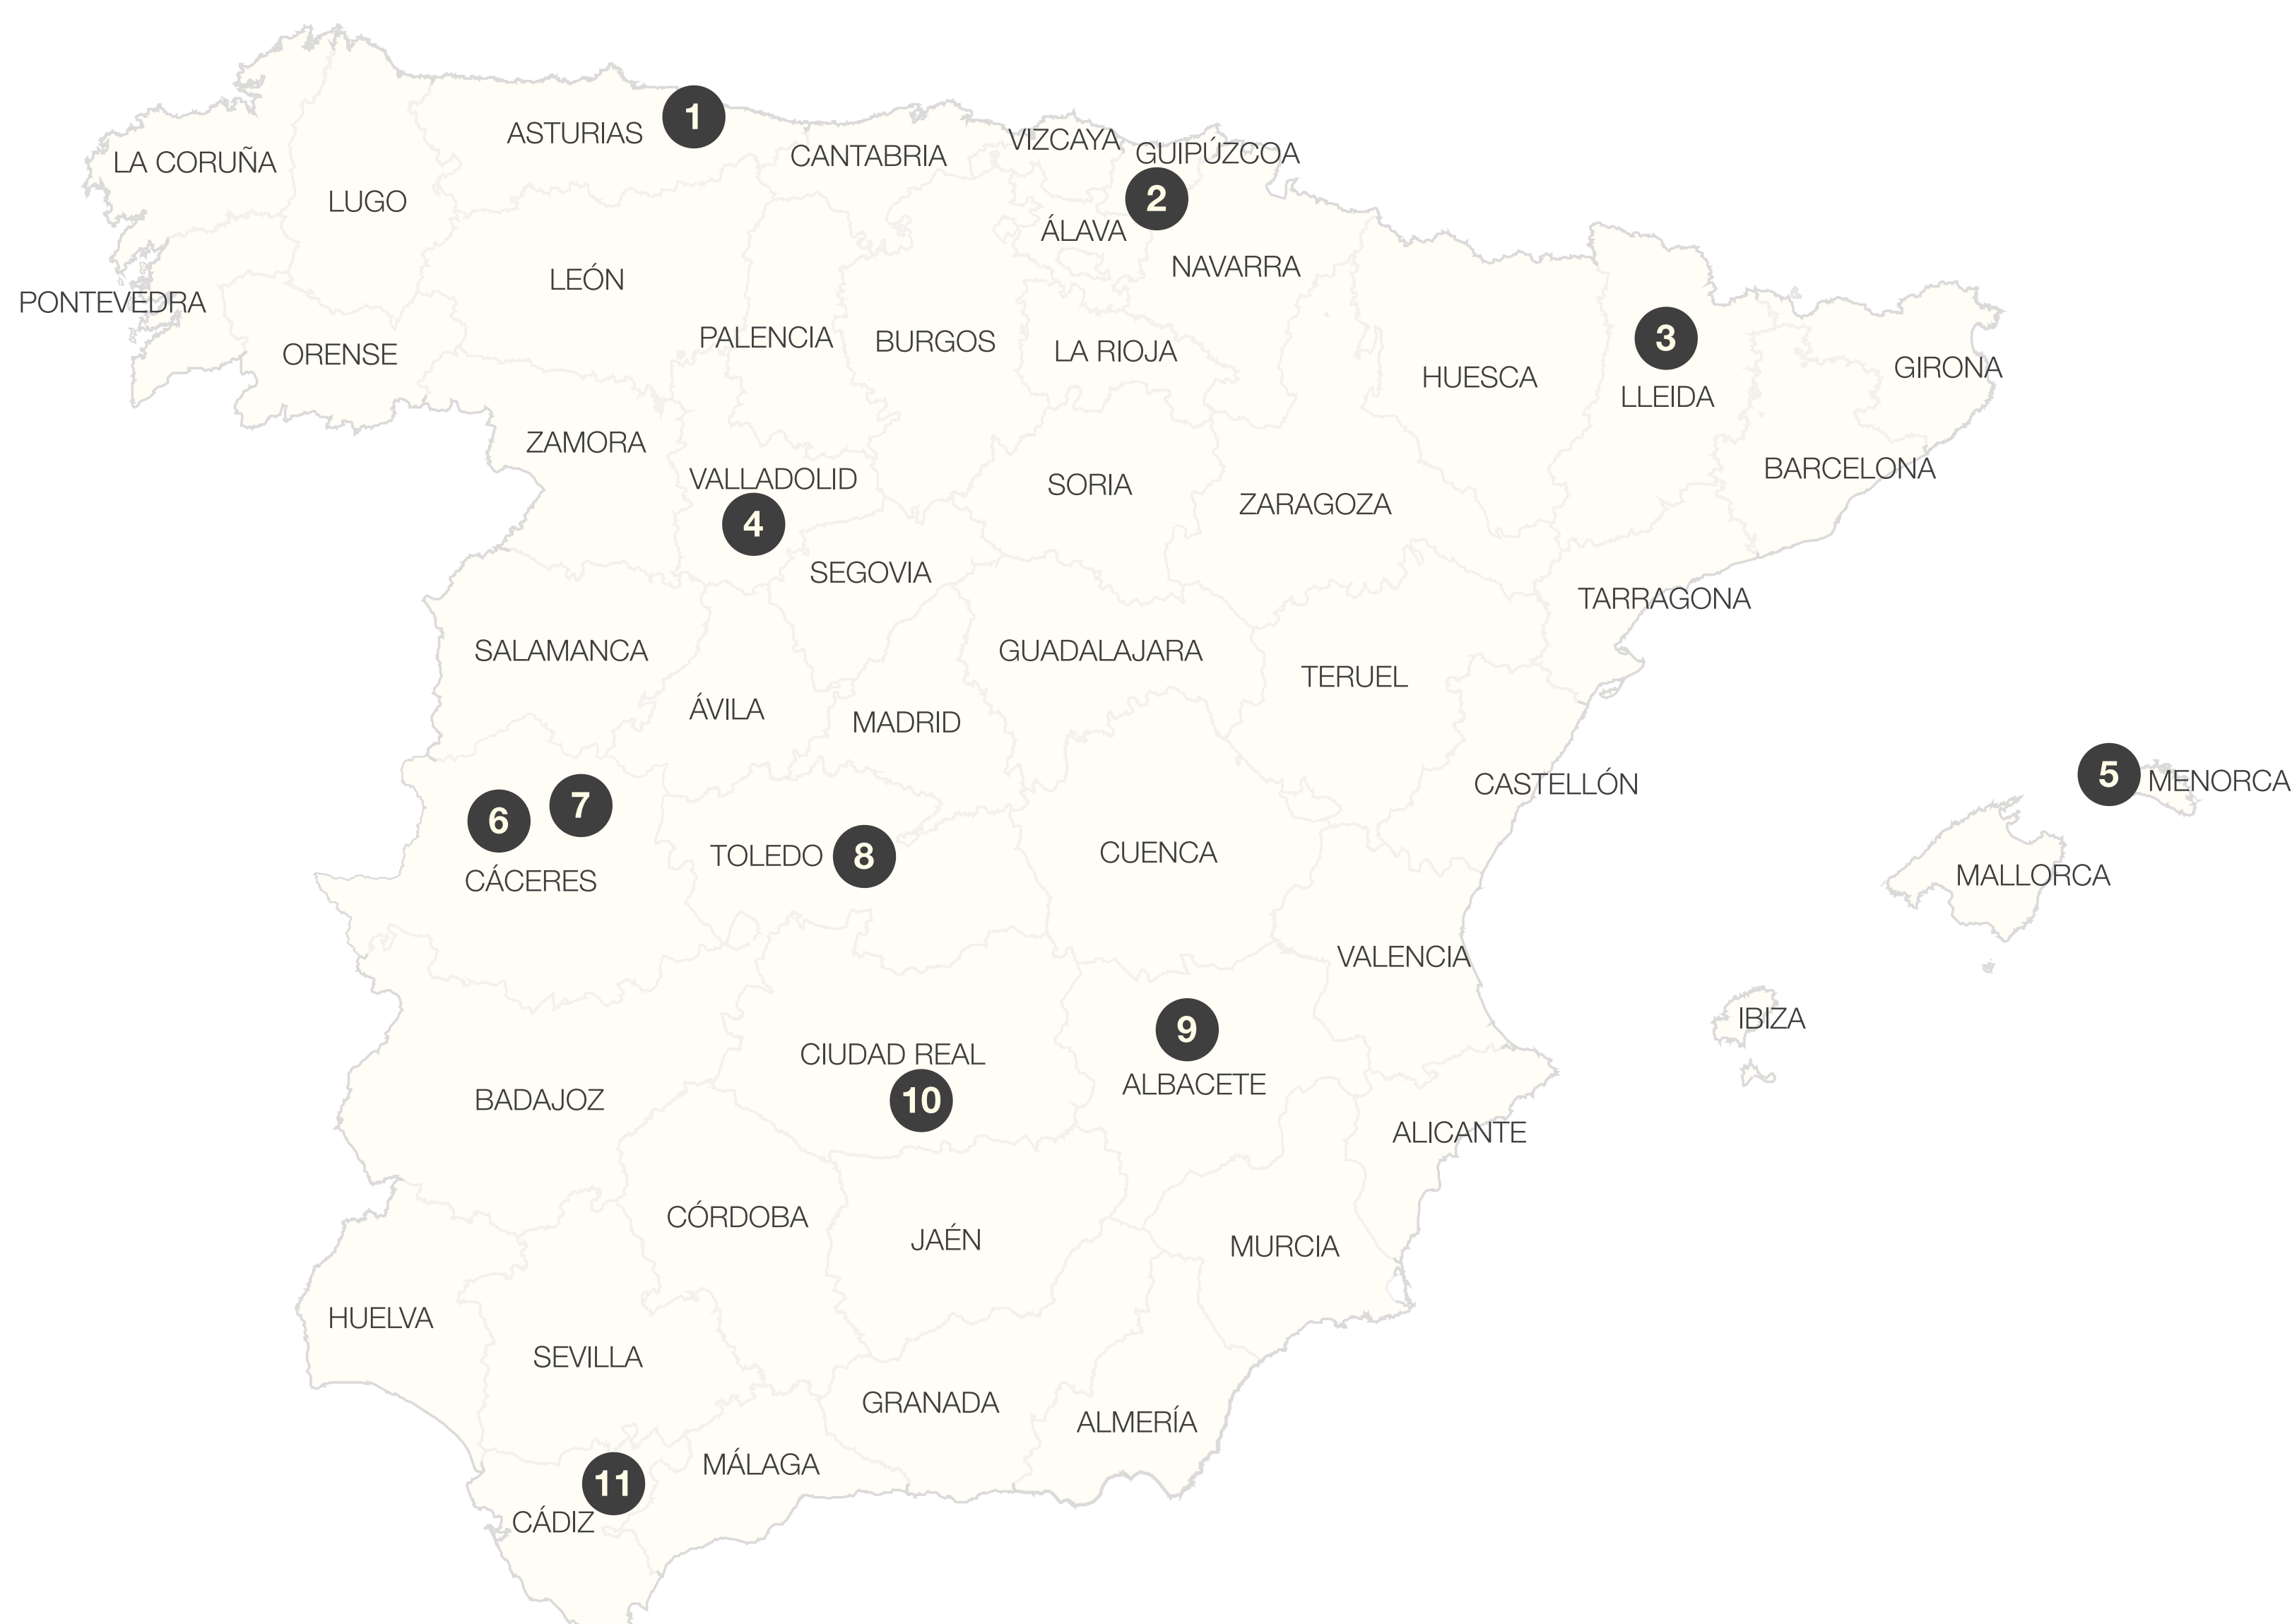 1
ASTURIAS
VIZCAYA
GUIPÚZCOA
CANTABRIA
LA CORUÑA
LUGO
2
ÁLAVA
NAVARRA
LEÓN
PONTEVEDRA
PALENCIA
BURGOS
LA RIOJA
3
ORENSE
HUESCA
LLEIDA
GIRONA
ZAMORA
VALLADOLID
SORIA
BARCELONA
ZARAGOZA
4
SEGOVIA
TARRAGONA
SALAMANCA
GUADALAJARA
TERUEL
ÁVILA
MADRID
CASTELLÓN
5
MENORCA
6
7
TOLEDO
8
CUENCA
CÁCERES
MALLORCA
VALENCIA
IBIZA
9
CIUDAD REAL
ALBACETE
BADAJOZ
10
ALICANTE
CÓRDOBA
JAÉN
MURCIA
HUELVA
SEVILLA
GRANADA
ALMERÍA
MÁLAGA
11
CÁDIZ